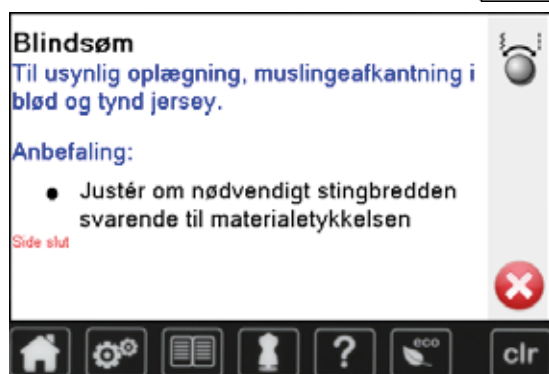 Blindsøm
Til usynlig oplægning, muslingeafkantning i
blød og tynd jersey.
Anbefaling:
• Justér om nødvendigt stingbredden
svarende til materialetykkelsen
Side slut
? eco clr